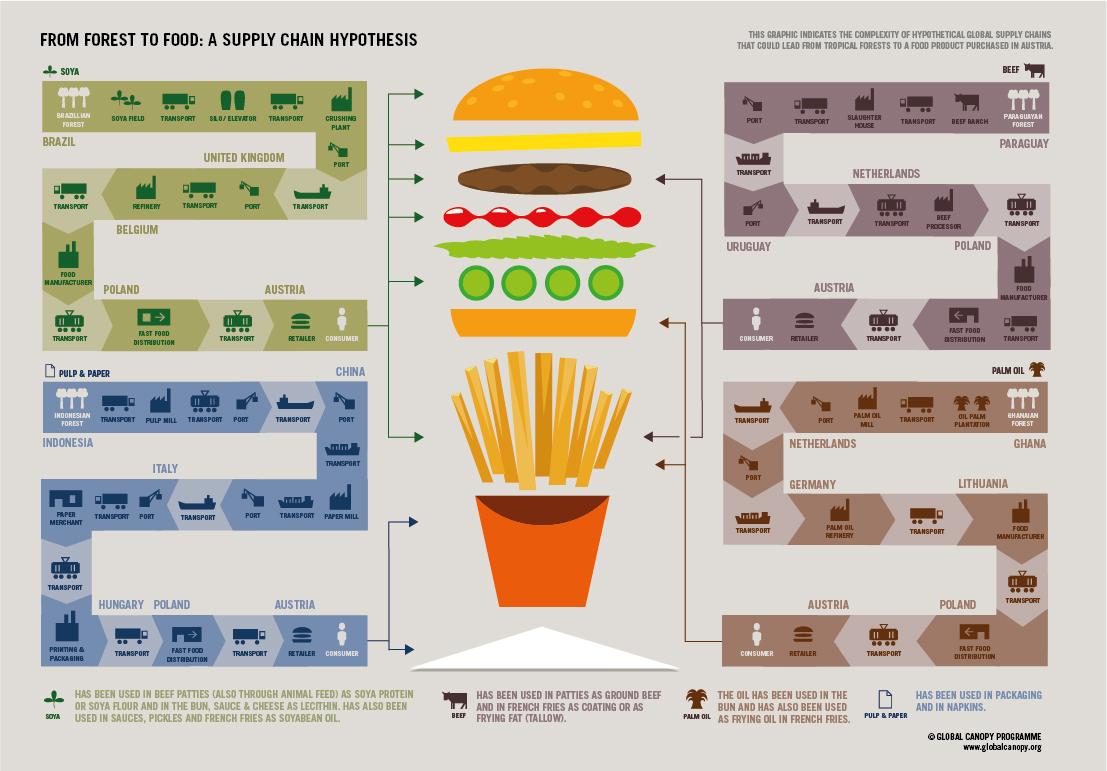 FROM FOREST TO FOOD: A SUPPLY CHAIN HYPOTHESIS
THIS GRAPHIC INDICATES THE COMPLEXITY OF HYPOTHETICAL GLOBAL SUPPLY CHAINS
THAT COULD LEAD FROM TROPICAL FORESTS TO A FOOD PRODUCT PURCHASED IN AUSTRIA.
SOYA
BRAZILLIAN
FOREST
SOYA FIELD
TRANSPORT
SILO/ ELEVATOR
TRANSPORT
CRUSHING
PLANT
BRAZIL
PORT
UNITED KINGDOM
TRANSPORT
REFINERY
TRANSPORT
PORT
TRANSPORT
BELGIUM
FOOD
MANUFACTURER
POLAND
AUSTRIA
TRANSPORT
FAST FOOD
DISTRIBUTION
TRANSPORT
RETAILER
CONSUMER
PULP & PAPER
CHINA
INDONESIAN
FOREST
TRANSPORT
PULP MILL
TRANSPORT
PORT
TRANSPORT
PORT
INDONESIA
TRANSPORT
ITALY
PAPER
MERCHANT
TRANSPORT
PORT
TRANSPORT
PORT
TRANSPORT
PAPER MILL
TRANSPORT
HUNGARY
POLAND
AUSTRIA
PRINTING &
PACKAGING
TRANSPORT
FAST FOOD
DISTRIBUTION
TRANSPORT
RETAILER
CONSUMER
BEEF
PORT
TRANSPORT
SLAUGHTER
HOUSE
TRANSPORT
BEEF RANCH
PARAGUAYAN
FOREST
PARAGUAY
TRANSPORT
NETHERLANDS
PORT
TRANSPORT
TRANSPORT
BEEF
PROCESSOR
TRANSPORT
URUGUAY
POLAND
FOOD
MANUFACTURER
AUSTRIA
CONSUMER
RETAILER
TRANSPORT
FAST FOOD
DISTRIBUTION
TRANSPORT
PALM OIL
TRANSPORT
PORT
PALM OIL
MILL
TRANSPORT
OIL PALM
PLANTATION
GHANAIAN
FOREST
NETHERLANDS
GHANA
PORT
GERMANY
LITHUANIA
TRANSPORT
PALM OIL
REFINERY
TRANSPORT
FOOD
MANUFACTURER
TRANSPORT
AUSTRIA
POLAND
CONSUMER
RETAILER
TRANSPORT
FAST FOOD
DISTRIBUTION
SOYA
HAS BEEN USED IN BEEF PATTIES (ALSO THROUGH ANIMAL FEED) AS SOYA PROTEIN
OR SOYA FLOUR AND IN THE BUN, SAUCE & CHEESE AS LECITHIN. HAS ALSO BEEN
USED IN SAUCES, PICKLES AND FRENCH FRIES AS SOYABEAN OIL.
BEEF
HAS BEEN USED IN PATTIES AS GROUND BEEF
AND IN FRENCH FRIES AS COATING OR AS
FRYING FAT (TALLOW).
PALM OIL
THE OIL HAS BEEN USED IN THE
BUN AND HAS ALSO BEEN USED
AS FRYING OIL IN FRENCH FRIES.
PULP & PAPER
HAS BEEN USED IN PACKAGING
AND IN NAPKINS.
© GLOBAL CANOPY PROGRAMME
www.globalcanopy.org